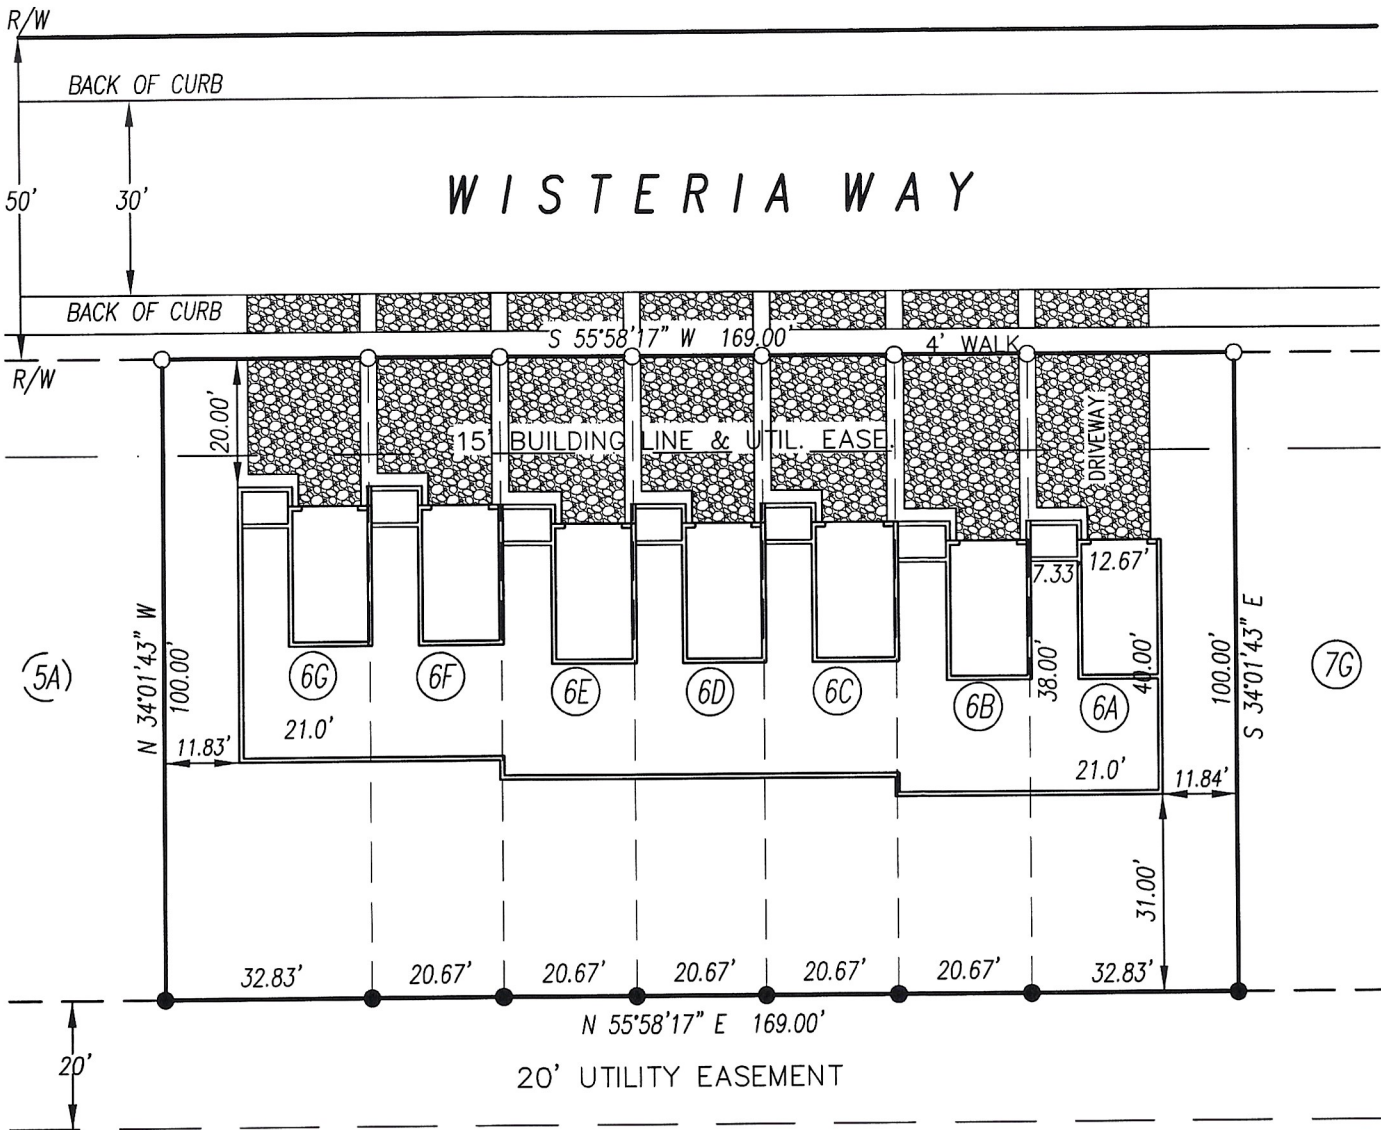 R/W
BACK OF CURB
50'
30'
WISTERIA WAY
BACK OF CURB
S 55°58'17" W 169.00'
4' WALK
R/W
20.00'
15' BUILDING LINE & UTIL. EASE.
DRIVEWAY
7.33
12.67'
N 34°01'43" W
100.00'
38.00'
40.00'
100.00'
S 34°01'43" E
5A
6G
6F
6E
6D
6C
6B
6A
7G
21.0'
11.83'
21.0'
11.84'
31.00'
32.83'
20.67'
20.67'
20.67'
20.67'
20.67'
32.83'
N 55°58'17" E 169.00'
20'
20' UTILITY EASEMENT